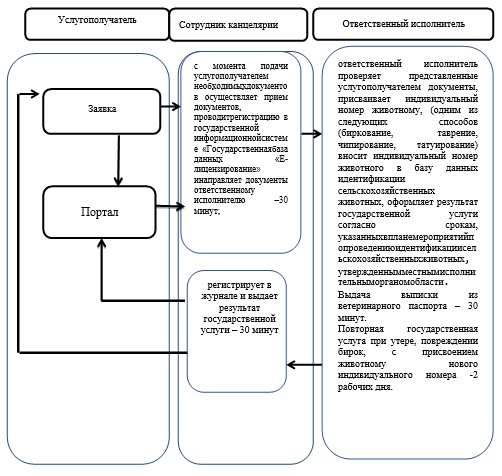 Услугополучатель
Сотрудник канцелярии
Ответственный исполнитель
Заявка
Портал
с момента подачи
услугополучателем
необходимыхдокументо
в осуществляет прием
документов,
проводитрегистрацию в
государственной
информационнойсистем
е «Государственнаябаза
данных «Е-
лицензирование»
инаправляет документы
ответственному
исполнителю –30
минут;
регистрирует в
журнале и выдает
результат
государственной
услуги – 30 минут
ответственный исполнитель
проверяет представленные
услугополучателем документы,
присваивает индивидуальный
номер животному, (одним из
следующих способов
(биркование, таврение,
чипирование, татуирование)
вносит индивидуальный номер
животного в базу данных
идентификации
сельскохозяйственных
животных, оформляет результат
государственной услуги
согласно срокам,
указанныхвпланемероприятийп
опроведениюидентификациисел
ьскохозяйственныхживотных,
утвержденнымместнымисполни
тельныморганомобласти.
Выдача выписки из
ветеринарного паспорта – 30
минут.
Повторная государственная
услуга при утере, повреждении
бирок, с присвоением
животному нового
индивидуального номера -2
рабочих дня.